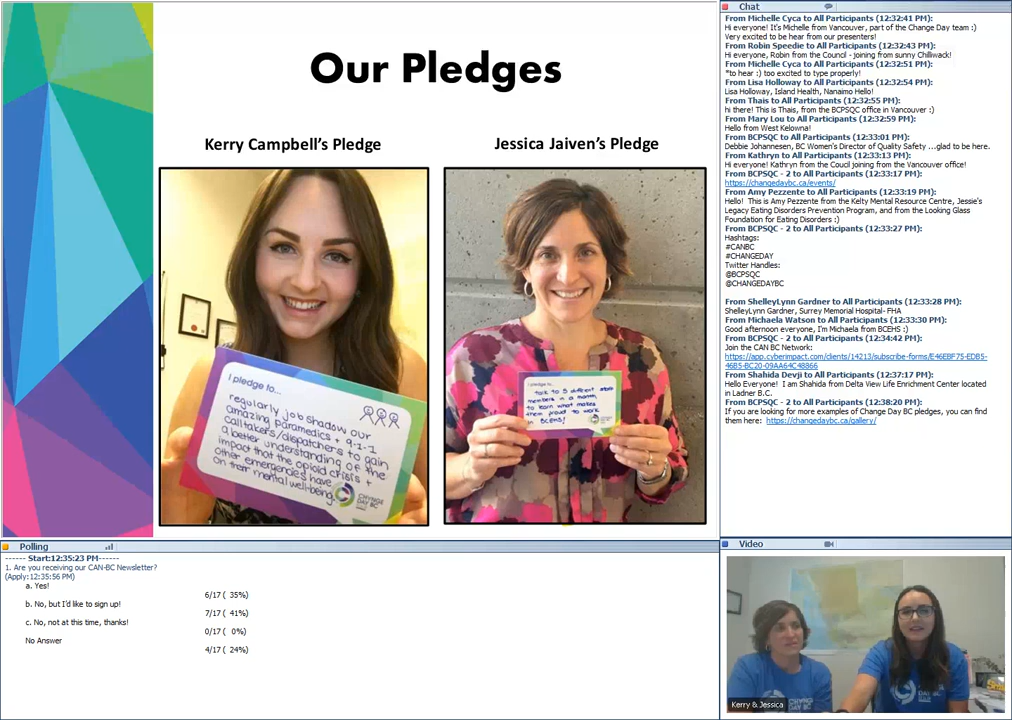 Our Pledges
Kerry Campbell's Pledge
Jessica Jaiven's Pledge
I pledge to...
regularly job shadow our
amazing paramedics + 9-1-1
call takers/dispatchers to gain
a better understanding of the
impact that the opioid crisis +
other emergencies have
on their mental well-being.
CHANGE
DAY BC
I pledge to...
talk to 5 different
members in a month,
to learn what makes
them proud to work
in BCEHS!
Chat
From Michelle Cyca to All Participants (12:32:41 PM):
Hi everyone! It's Michelle from Vancouver, part of the Change Day team :)
Very excited to be hear from our presenters!
From Robin Speedie to All Participants (12:32:43 PM):
Hi everyone, Robin from the Council - joining from sunny Chilliwack!
From Michelle Cyca to All Participants (12:32:51 PM):
*to hear :) too excited to type properly!
From Lisa Holloway to All Participants (12:32:54 PM):
Lisa Holloway, Island Health, Nanaimo Hello!
From Thais to All Participants (12:32:55 PM):
hi there! This is Thais, from the BCPSQC office in Vancouver :)
From Mary Lou to All Participants (12:32:59 PM):
Hello from West Kelowna!
From BCPSQC to All Participants (12:33:01 PM):
Debbie Johannesen, BC Women's Director of Quality Safety ...glad to be here.
From Kathryn to All Participants (12:33:13 PM):
Hi everyone! Kathryn from the Coucil joining from the Vancouver office!
From BCPSQC - 2 to All Participants (12:33:17 PM):
https://changedaybc.ca/events/
From Amy Pezzente to All Participants (12:33:19 PM):
Hello! This is Amy Pezzente from the Kelty Mental Resource Centre, Jessie's
Legacy Eating Disorders Prevention Program, and from the Looking Glass
Foundation for Eating Disorders :)
From BCPSQC - 2 to All Participants (12:33:27 PM):
Hashtags:
#CANBC
#CHANGEDAY
Twitter Handles:
@BCPSQC
@CHANGEDAYBC
From ShelleyLynn Gardner to All Participants (12:33:28 PM):
ShelleyLynn Gardner, Surrey Memorial Hospital- FHA
From Michaela Watson to All Participants (12:33:30 PM):
Good afternoon everyone, I'm Michaela from BCEHS :)
From BCPSQC - 2 to All Participants (12:34:42 PM):
Join the CAN BC Network:
https://app.cyberimpact.com/clients/14213/subscribe-forms/E46EBF75-EDB5-
46B5-BC20-09AA64C48866
From Shahida Devji to All Participants (12:37:17 PM):
Hello Everyone! I am Shahida from Delta View Life Enrichment Center located
in Ladner B.C.
From BCPSQC - 2 to All Participants (12:38:20 PM):
If you are looking for more examples of Change Day BC pledges, you can find
them here: https://changedaybc.ca/gallery/
Polling
------ Start:12:35:23 PM------
1. Are you receiving our CAN-BC Newsletter?
(Apply:12:35:56 PM)
a. Yes!
6/17 ( 35%)
b. No, but I'd like to sign up!
7/17 ( 41%)
c. No, not at this time, thanks!
0/17 ( 0%)
No Answer
4/17 ( 24%)
Video
Kerry & Jessica